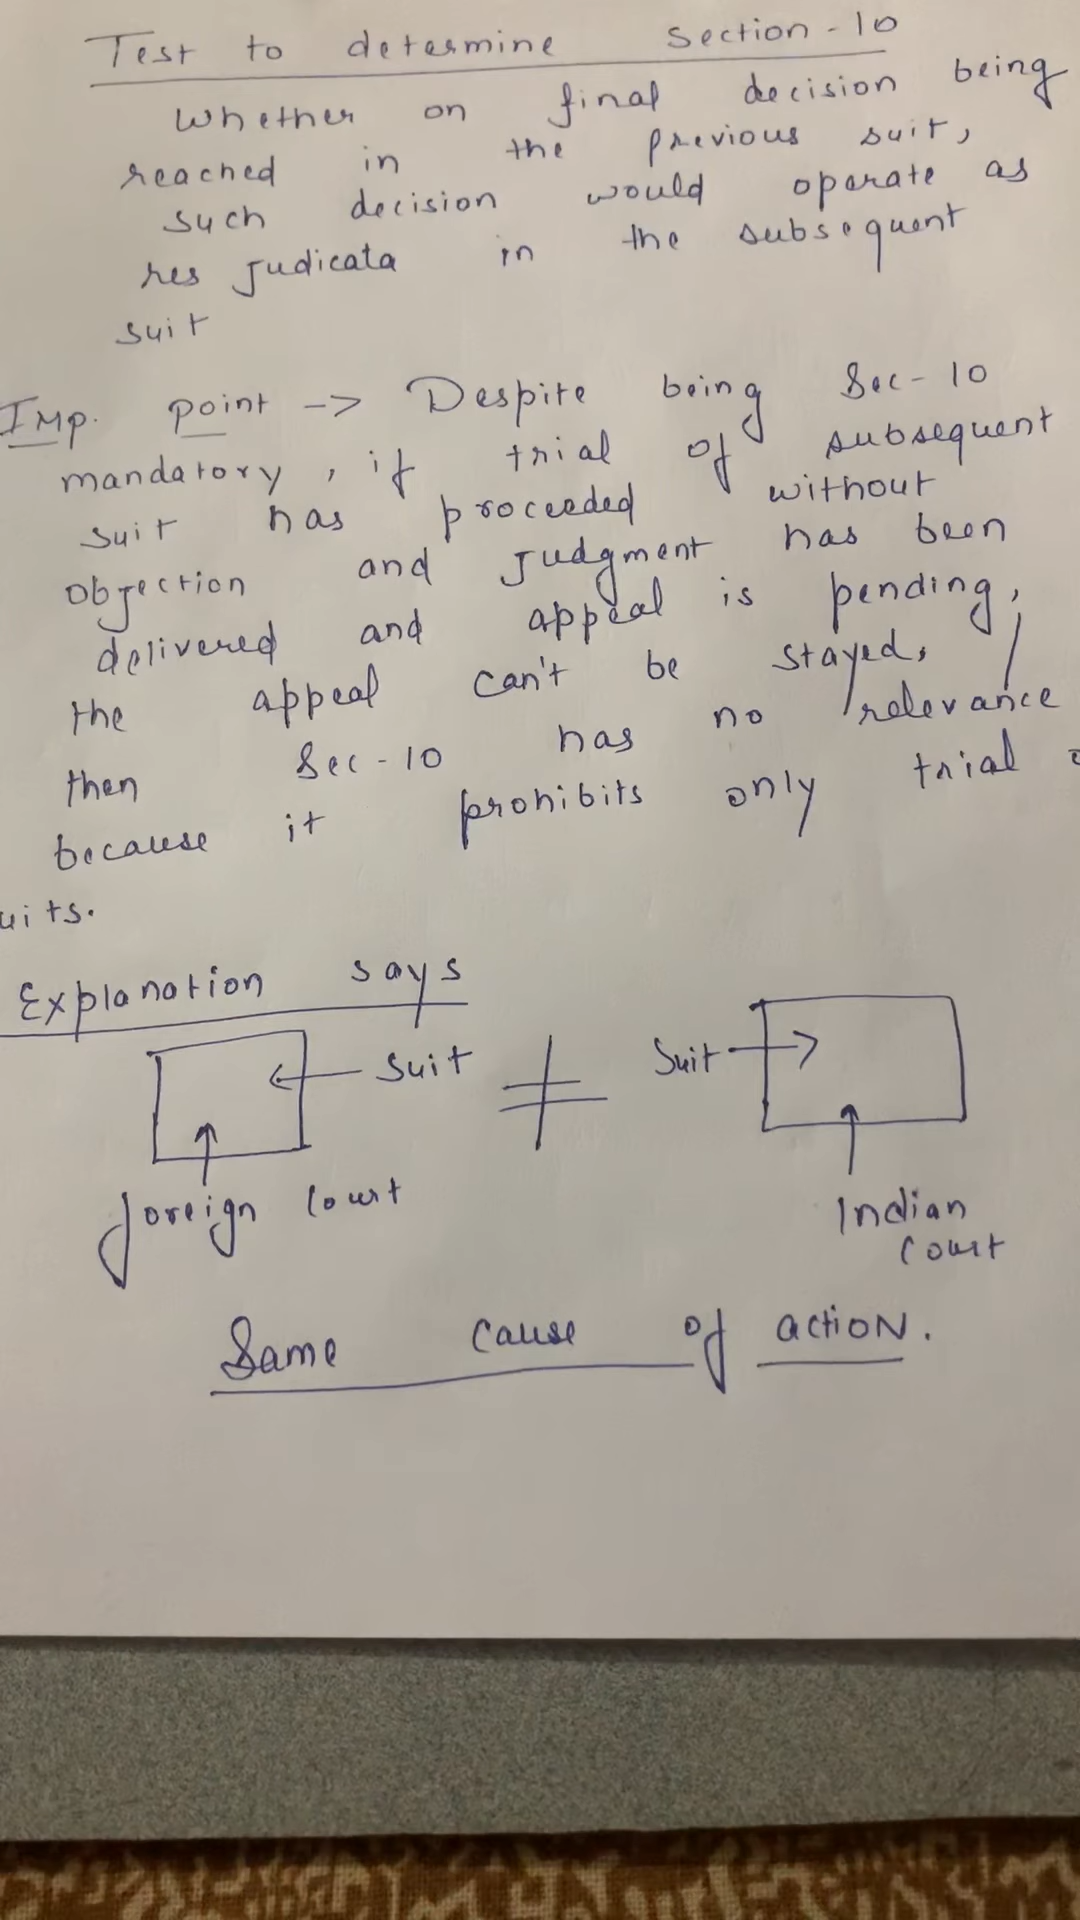 Test to determine Section-10
Whether on final decision being
reached in the previous suit,
such decision would oparate as
res judicata in the subsequent
suit
Imp. point -> Despite being Sec-10
mandatory, if trial of subsequent
suit has proceeded without
objection and judgment has been
delivered and appeal is pending,
the appeal can't be stayed,
then Sec-10 has no relevance
because it prohibits only trial
uits.
Explanation says
Suit ≠ Suit
foreign court
Indian
court
Same cause of action.